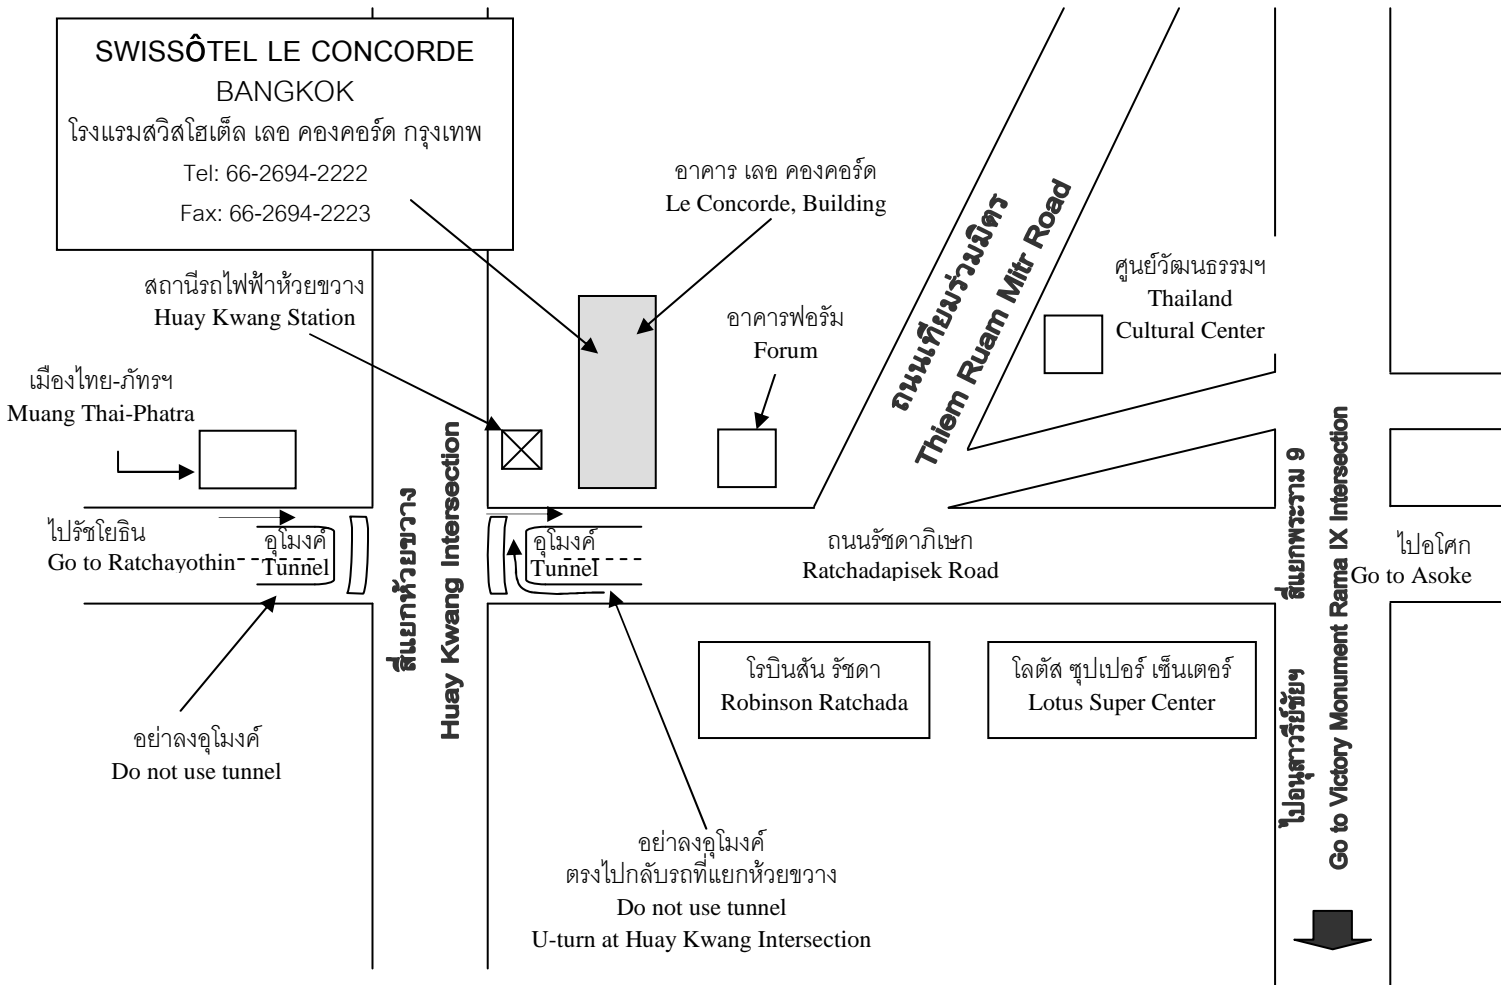 SWISSÔTEL LE CONCORDE
BANGKOK
โรงแรมสวิสโฮเต็ล เลอ คองคอร์ด กรุงเทพ
Tel: 66-2694-2222
Fax: 66-2694-2223
อาคาร เลอ คองคอร์ด
Le Concorde, Building
สถานีรถไฟฟ้าห้วยขวาง
Huay Kwang Station
อาคารฟอรัม
Forum
ถนนเทียมร่วมมิตร
Thiem Ruam Mitr Road
ศูนย์วัฒนธรรมฯ
Thailand
Cultural Center
เมืองไทย-ภัทรฯ
Muang Thai-Phatra
สี่แยกห้วยขวาง
Huay Kwang Intersection
ไปรัชโยธิน
Go to Ratchayothin
อุโมงค์
Tunnel
อุโมงค์
Tunnel
ถนนรัชดาภิเษก
Ratchadapisek Road
สี่แยกพระราม 9
ไปอนุสาวรีย์ชัยฯ
Go to Victory Monument Rama IX Intersection
ไปอโศก
Go to Asoke
โรบินสัน รัชดา
Robinson Ratchada
โลตัส ซุปเปอร์ เซ็นเตอร์
Lotus Super Center
อย่าลงอุโมงค์
Do not use tunnel
อย่าลงอุโมงค์
ตรงไปกลับรถที่แยกห้วยขวาง
Do not use tunnel
U-turn at Huay Kwang Intersection